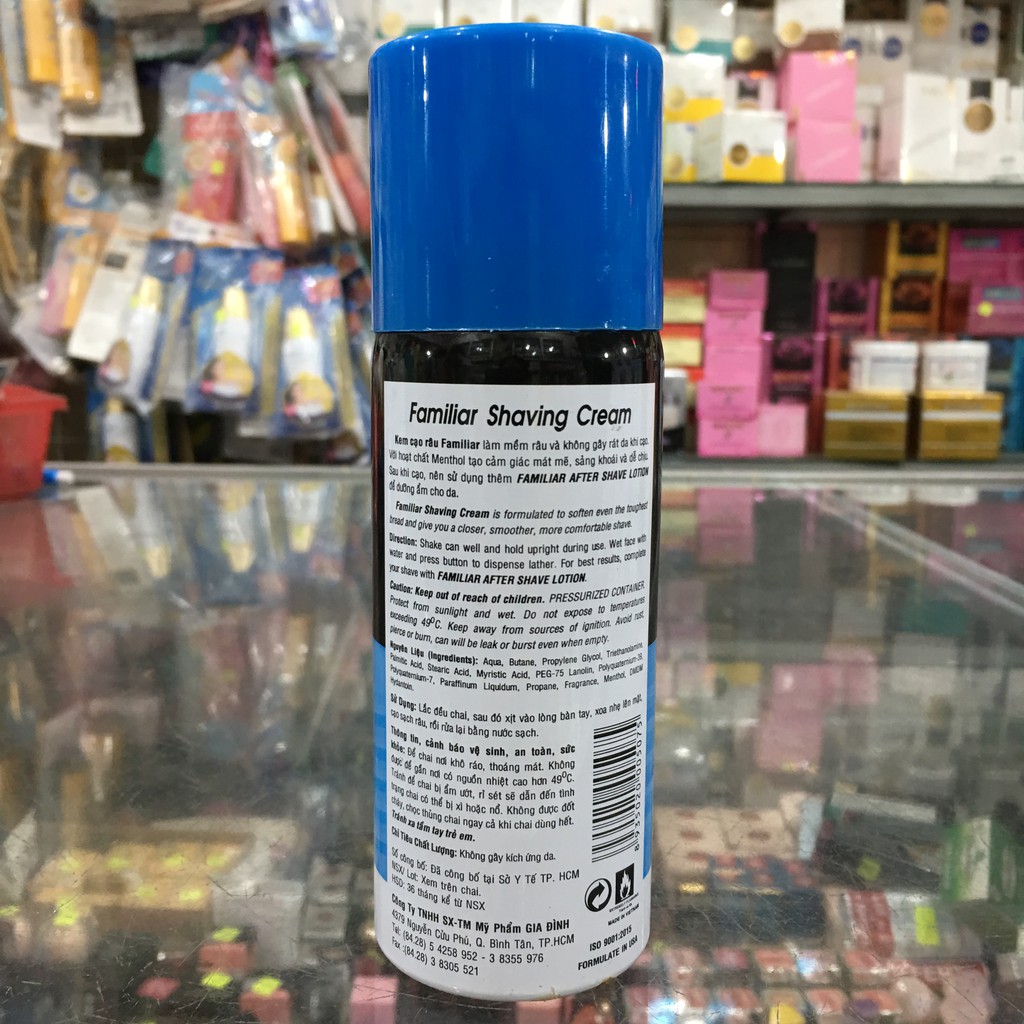 Familiar Shaving Cream
Kem cạo râu Familiar làm mềm râu và không gây rát da khi cạo.
Với hoạt chất Menthol tạo cảm giác mát mẽ, sảng khoái và dễ chịu.
Sau khi cạo, nên sử dụng thêm FAMILIAR AFTER SHAVE LOTION
để dưỡng ẩm cho da.
Familiar Shaving Cream is formulated to soften even the toughest
bread and give you a closer, smoother, more comfortable shave.
Direction: Shake can well and hold upright during use. Wet face with
water and press button to dispense lather. For best results, complete
your shave with FAMILIAR AFTER SHAVE LOTION.
Caution: Keep out of reach of children. PRESSURIZED CONTAINER.
Protect from sunlight and wet. Do not expose to temperatures
exceeding 49⁰C. Keep away from sources of ignition. Avoid rust,
pierce or burn, can will be leak or burst even when empty.
Nguyên Liệu (Ingredients): Aqua, Butane, Propylene Glycol, Triethanolamine,
Palmitic Acid, Stearic Acid, Myristic Acid, PEG-75 Lanolin, Polyquaternium-39,
Polyquaternium-7, Paraffinum Liquidum, Propane, Fragrance, Menthol, DMDM
Hydantoin.
Sử Dụng: Lắc đều chai, sau đó xịt vào lòng bàn tay, xoa nhẹ lên mặt,
cạo sạch râu, rồi rửa lại bằng nước sạch.
Thông tin, cảnh báo vệ sinh, an toàn, sức
khỏe: Để chai nơi khô ráo, thoáng mát. Không
được để gần nơi có nguồn nhiệt cao hơn 49⁰C.
Tránh để chai bị ẩm ướt, rỉ sét sẽ dẫn đến tình
trạng chai có thể bị xì hoặc nổ. Không được đốt
cháy, chọc thủng chai ngay cả khi chai dùng hết.
Tránh xa tầm tay trẻ em.
Chỉ Tiêu Chất Lượng: Không gây kích ứng da.
Số công bố: Đã công bố tại Sở Y Tế TP. HCM
NSX/ Lot: Xem trên chai.
HSD: 36 tháng kể từ NSX
Công Ty TNHH SX-TM Mỹ Phẩm GIA ĐÌNH
4379 Nguyễn Cửu Phú, Q. Bình Tân, TP.HCM
Tel: (84.28) 5 4258 952 - 3 8355 976
Fax :(84.28) 3 8305 521
8 935020 005075
MADE IN VIETNAM
ISO 9001:2015
FORMULATE IN USA